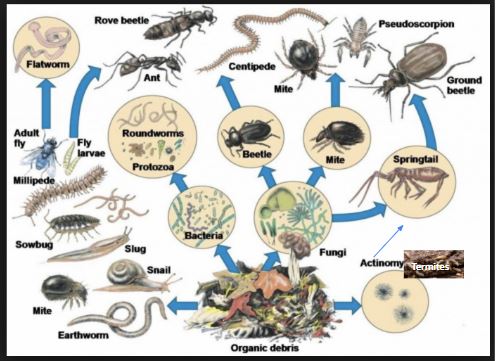 Rove beetle
Pseudoscorpion
Flatworm
Ant
Centipede
Mite
Ground
beetle
Adult
fly
Fly
larvae
Roundworms
Protozoa
Beetle
Mite
Springtail
Millipede
Bacteria
Fungi
Sowbug
Slug
Snail
Actinomy
Termites
Mite
Earthworm
Organic debris